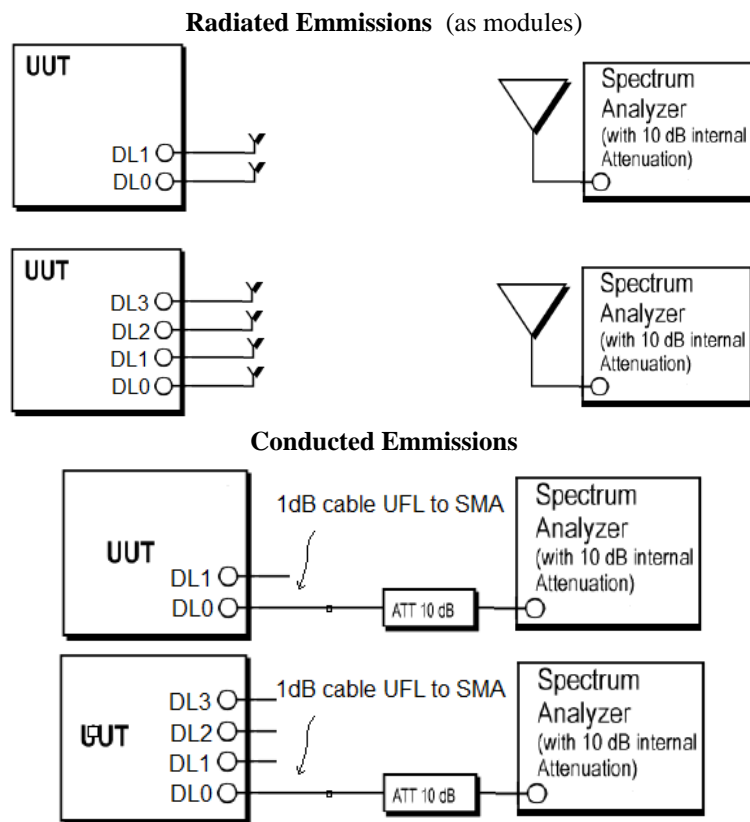 Radiated Emmissions (as modules)
UUT
DL1
DL0
Spectrum
Analyzer
(with 10 dB internal
Attenuation)
UUT
DL3
DL2
DL1
DL0
Spectrum
Analyzer
(with 10 dB internal
Attenuation)
Conducted Emmissions
UUT
DL1
DL0
1dB cable UFL to SMA
ATT 10 dB
Spectrum
Analyzer
(with 10 dB internal
Attenuation)
UUT
DL3
DL2
DL1
DL0
1dB cable UFL to SMA
ATT 10 dB
Spectrum
Analyzer
(with 10 dB internal
Attenuation)